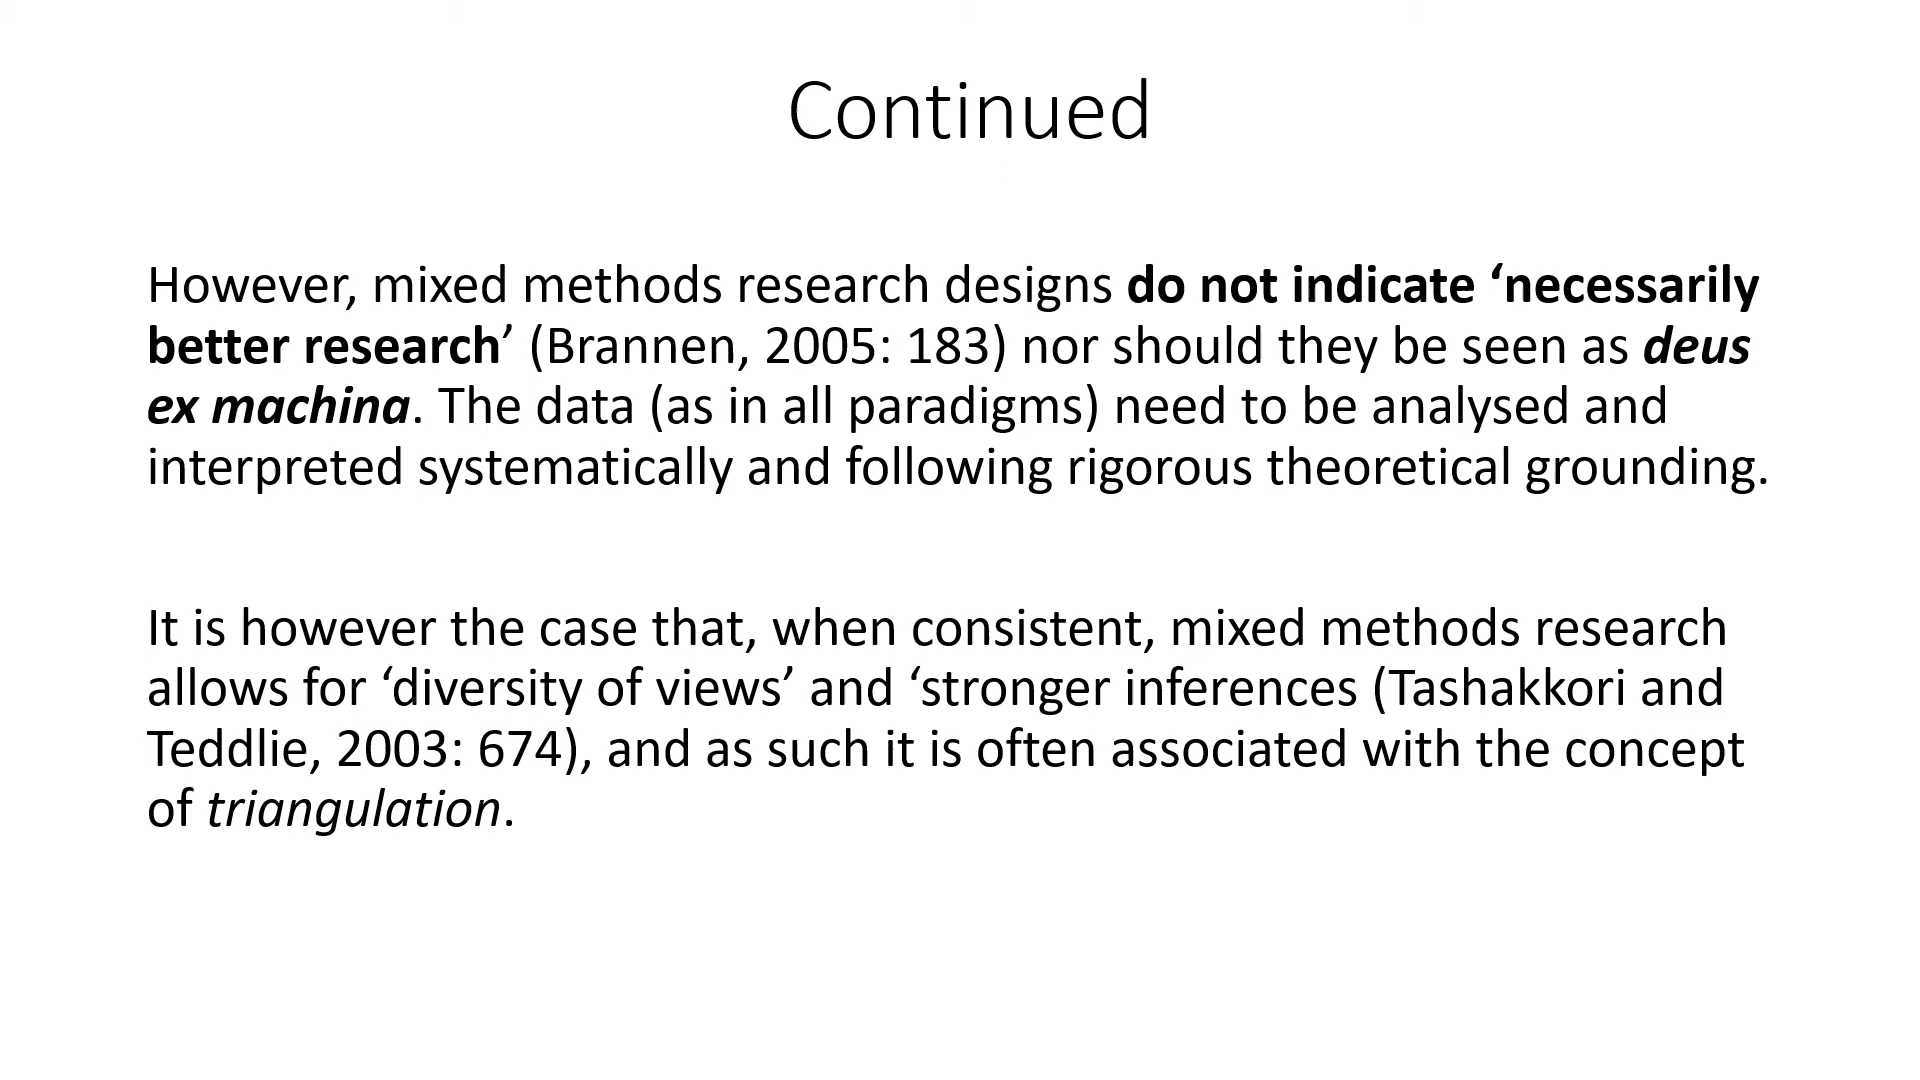 Continued
However, mixed methods research designs do not indicate ‘necessarily
better research’ (Brannen, 2005: 183) nor should they be seen as deus
ex machina. The data (as in all paradigms) need to be analysed and
interpreted systematically and following rigorous theoretical grounding.
It is however the case that, when consistent, mixed methods research
allows for ‘diversity of views’ and ‘stronger inferences (Tashakkori and
Teddlie, 2003: 674), and as such it is often associated with the concept
of triangulation.